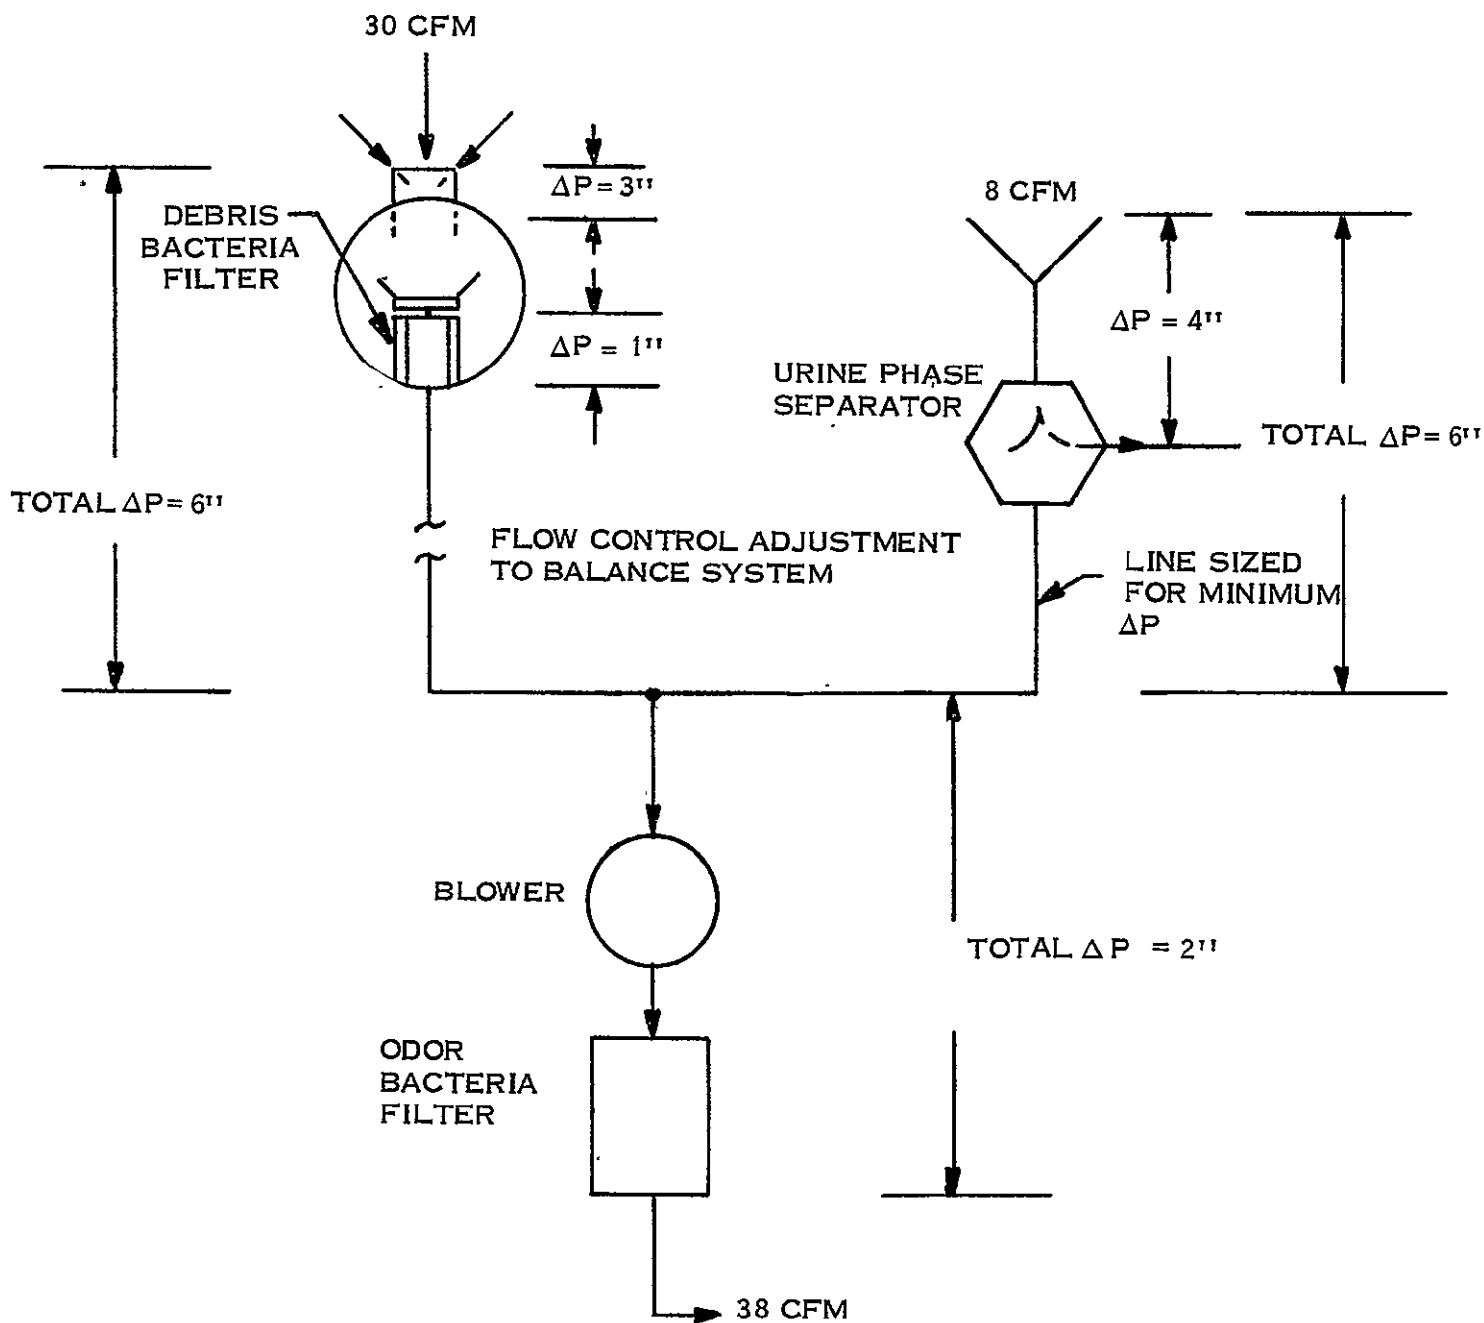 30 CFM
ΔP = 3"
DEBRIS
BACTERIA
FILTER
8 CFM
ΔP = 1"
ΔP = 4"
URINE PHASE
SEPARATOR
TOTAL ΔP = 6"
TOTAL ΔP = 6"
FLOW CONTROL ADJUSTMENT
TO BALANCE SYSTEM
LINE SIZED
FOR MINIMUM
ΔP
BLOWER
TOTAL Δ P = 2"
ODOR
BACTERIA
FILTER
38 CFM